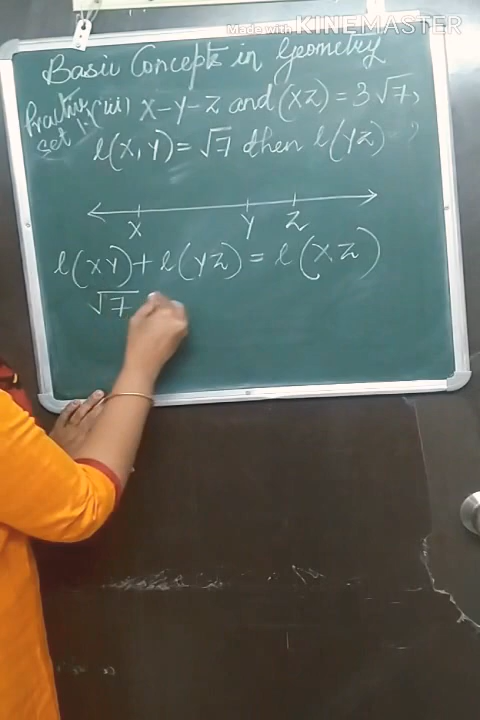 Made with KINEMASTER
Basic Concepts in Geometry
Practice set 1.1 (iii) X-Y-Z and (XZ) = 3√7,
l(X,Y) = √7 then l(YZ) ?
X Y Z
l(XY) + l(YZ) = l(XZ)
√7